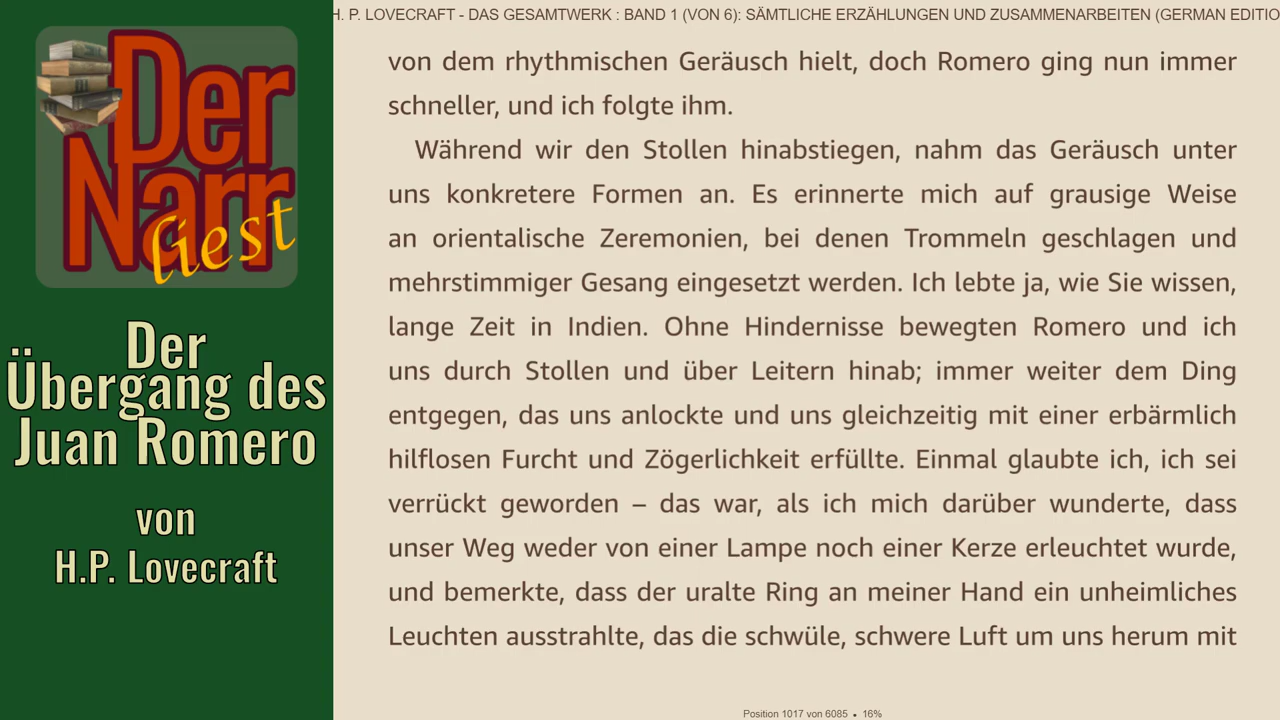 Der
Narr
liest
Der
Übergang des
Juan Romero
von
H.P. Lovecraft
H. P. LOVECRAFT - DAS GESAMTWERK : BAND 1 (VON 6): SÄMTLICHE ERZÄHLUNGEN UND ZUSAMMENARBEITEN (GERMAN EDITIO
von dem rhythmischen Geräusch hielt, doch Romero ging nun immer
schneller, und ich folgte ihm.
Während wir den Stollen hinabstiegen, nahm das Geräusch unter
uns konkretere Formen an. Es erinnerte mich auf grausige Weise
an orientalische Zeremonien, bei denen Trommeln geschlagen und
mehrstimmiger Gesang eingesetzt werden. Ich lebte ja, wie Sie wissen,
lange Zeit in Indien. Ohne Hindernisse bewegten Romero und ich
uns durch Stollen und über Leitern hinab; immer weiter dem Ding
entgegen, das uns anlockte und uns gleichzeitig mit einer erbärmlich
hilflosen Furcht und Zögerlichkeit erfüllte. Einmal glaubte ich, ich sei
verrückt geworden – das war, als ich mich darüber wunderte, dass
unser Weg weder von einer Lampe noch einer Kerze erleuchtet wurde,
und bemerkte, dass der uralte Ring an meiner Hand ein unheimliches
Leuchten ausstrahlte, das die schwüle, schwere Luft um uns herum mit
Position 1017 von 6085 • 16%